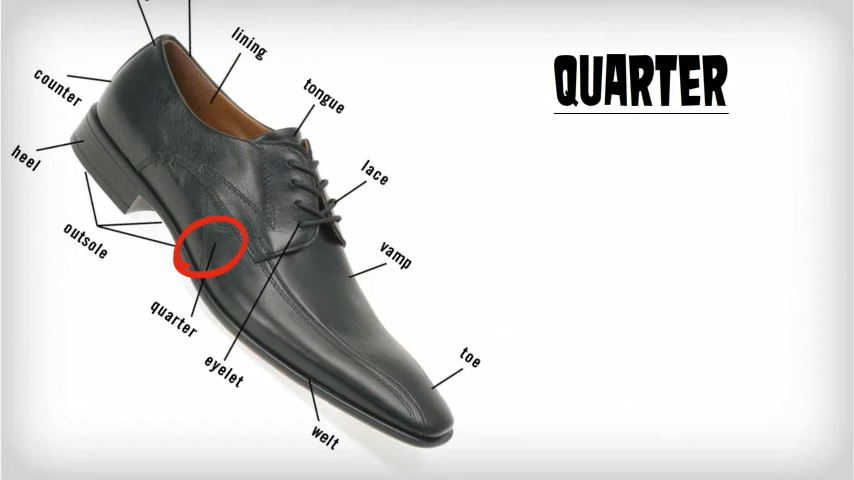 QUARTER
lining
tongue
counter
heel
lace
outsole
vamp
quarter
eyelet
toe
welt